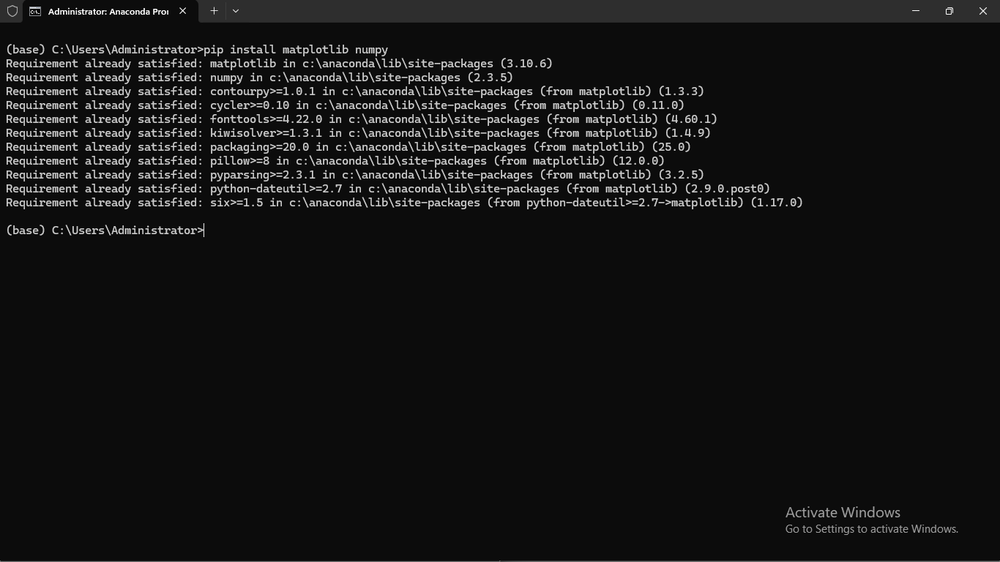 Administrator: Anaconda Pro
(base) C:\Users\Administrator>pip install matplotlib numpy
Requirement already satisfied: matplotlib in c:\anaconda\lib\site-packages (3.10.6)
Requirement already satisfied: numpy in c:\anaconda\lib\site-packages (2.3.5)
Requirement already satisfied: contourpy>=1.0.1 in c:\anaconda\lib\site-packages (from matplotlib) (1.3.3)
Requirement already satisfied: cycler>=0.10 in c:\anaconda\lib\site-packages (from matplotlib) (0.11.0)
Requirement already satisfied: fonttools>=4.22.0 in c:\anaconda\lib\site-packages (from matplotlib) (4.60.1)
Requirement already satisfied: kiwisolver>=1.3.1 in c:\anaconda\lib\site-packages (from matplotlib) (1.4.9)
Requirement already satisfied: packaging>=20.0 in c:\anaconda\lib\site-packages (from matplotlib) (25.0)
Requirement already satisfied: pillow>=8 in c:\anaconda\lib\site-packages (from matplotlib) (12.0.0)
Requirement already satisfied: pyparsing>=2.3.1 in c:\anaconda\lib\site-packages (from matplotlib) (3.2.5)
Requirement already satisfied: python-dateutil>=2.7 in c:\anaconda\lib\site-packages (from matplotlib) (2.9.0.post0)
Requirement already satisfied: six>=1.5 in c:\anaconda\lib\site-packages (from python-dateutil>=2.7->matplotlib) (1.17.0)
(base) C:\Users\Administrator>
Activate Windows
Go to Settings to activate Windows.